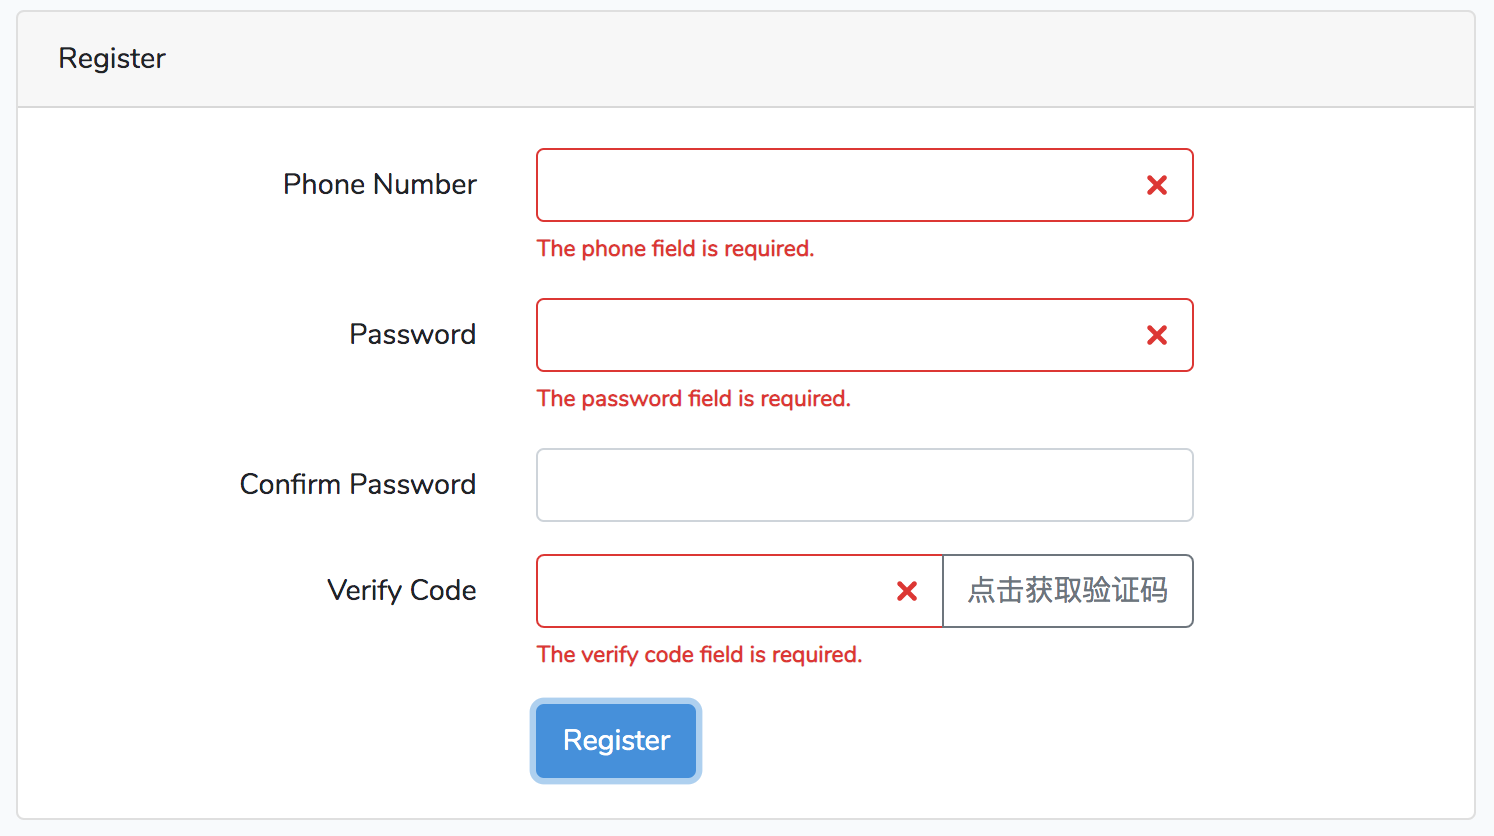 Register
Phone Number
The phone field is required.
Password
The password field is required.
Confirm Password
Verify Code
点击获取验证码
The verify code field is required.
Register